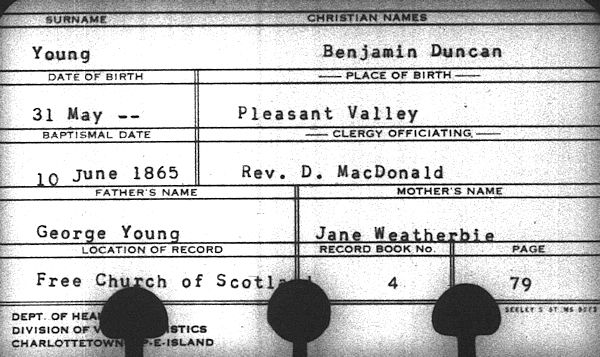 SURNAME CHRISTIAN NAMES
Young Benjamin Duncan
DATE OF BIRTH PLACE OF BIRTH
31 May -- Pleasant Valley
BAPTISMAL DATE CLERGY OFFICIATING
10 June 1865 Rev. D. MacDonald
FATHER'S NAME MOTHER'S NAME
George Young Jane Weatherbie
LOCATION OF RECORD RECORD BOOK No. PAGE
Free Church of Scotl 4 79
DEPT. OF HEA
DIVISION OF V ISTICS
CHARLOTTETOWN P-E-ISLAND